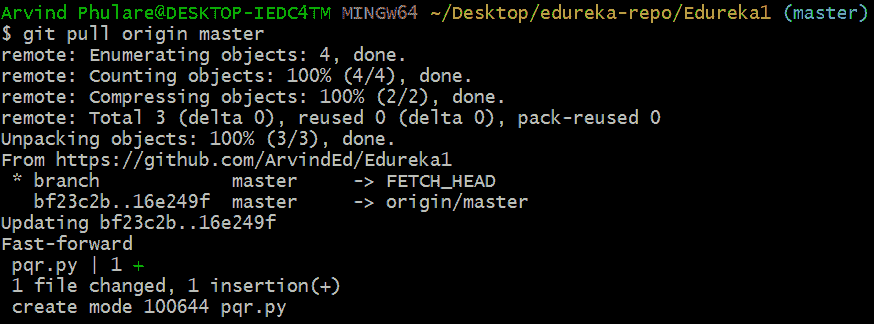 Arvind Phulare@DESKTOP-IEDC4TM MINGW64 ~/Desktop/edureka-repo/Edureka1 (master)
$ git pull origin master
remote: Enumerating objects: 4, done.
remote: Counting objects: 100% (4/4), done.
remote: Compressing objects: 100% (2/2), done.
remote: Total 3 (delta 0), reused 0 (delta 0), pack-reused 0
Unpacking objects: 100% (3/3), done.
From https://github.com/ArvindEd/Edureka1
 * branch            master     -> FETCH_HEAD
   bf23c2b..16e249f  master     -> origin/master
Updating bf23c2b..16e249f
Fast-forward
 pqr.py | 1 +
 1 file changed, 1 insertion(+)
 create mode 100644 pqr.py